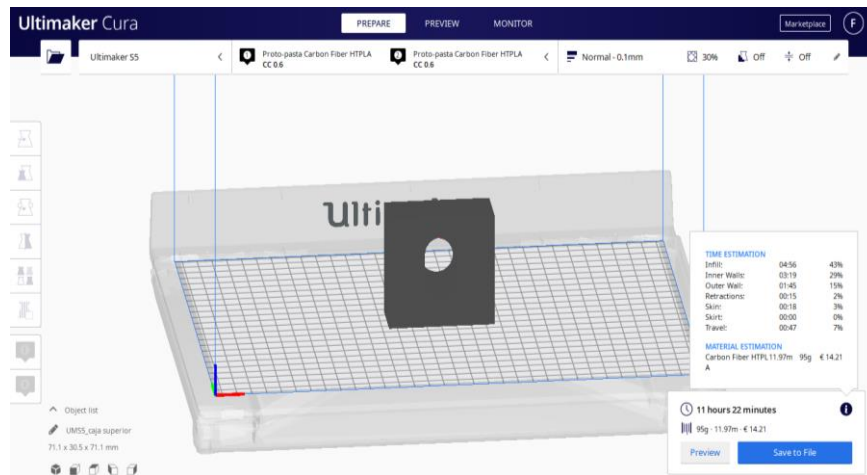 Ultimaker Cura
PREPARE PREVIEW MONITOR
Marketplace F
Ultimaker S5
1 Proto-pasta Carbon Fiber HTPLA
CC 0.6
2 Proto-pasta Carbon Fiber HTPLA
CC 0.6
Normal - 0.1mm
30% Off Off
Ulti
TIME ESTIMATION
Infill: 04:56 43%
Inner Walls: 03:19 29%
Outer Wall: 01:45 15%
Retractions: 00:15 2%
Skin: 00:18 3%
Skirt: 00:00 0%
Travel: 00:47 7%
MATERIAL ESTIMATION
Carbon Fiber HTPL 11.97m 95g € 14.21
A
11 hours 22 minutes
95g · 11.97m · € 14.21
Preview Save to File
Object list
UMS5_caja superior
71.1 x 30.5 x 71.1 mm